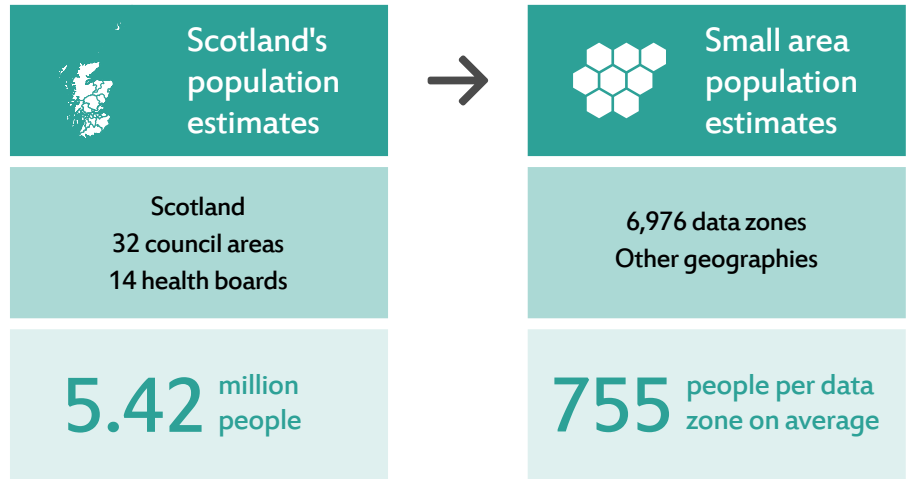 Scotland's
population
estimates
Small area
population
estimates
Scotland
32 council areas
14 health boards
6,976 data zones
Other geographies
5.42 million
people
755 people per data
zone on average